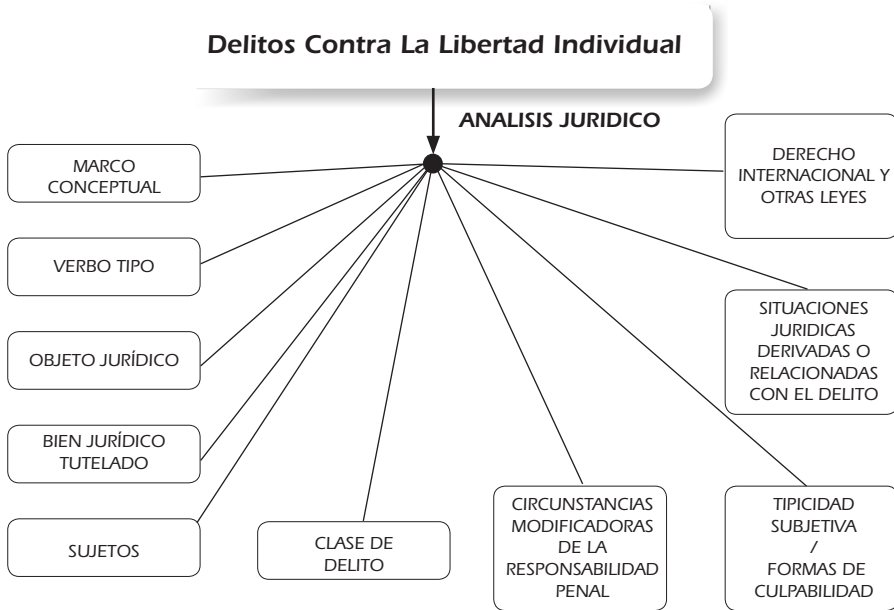 Delitos Contra La Libertad Individual
ANALISIS JURIDICO
MARCO
CONCEPTUAL
VERBO TIPO
OBJETO JURÍDICO
BIEN JURÍDICO
TUTELADO
SUJETOS
CLASE DE
DELITO
CIRCUNSTANCIAS
MODIFICADORAS
DE LA
RESPONSABILIDAD
PENAL
TIPICIDAD
SUBJETIVA
/
FORMAS DE
CULPABILIDAD
SITUACIONES
JURIDICAS
DERIVADAS O
RELACIONADAS
CON EL DELITO
DERECHO
INTERNACIONAL Y
OTRAS LEYES